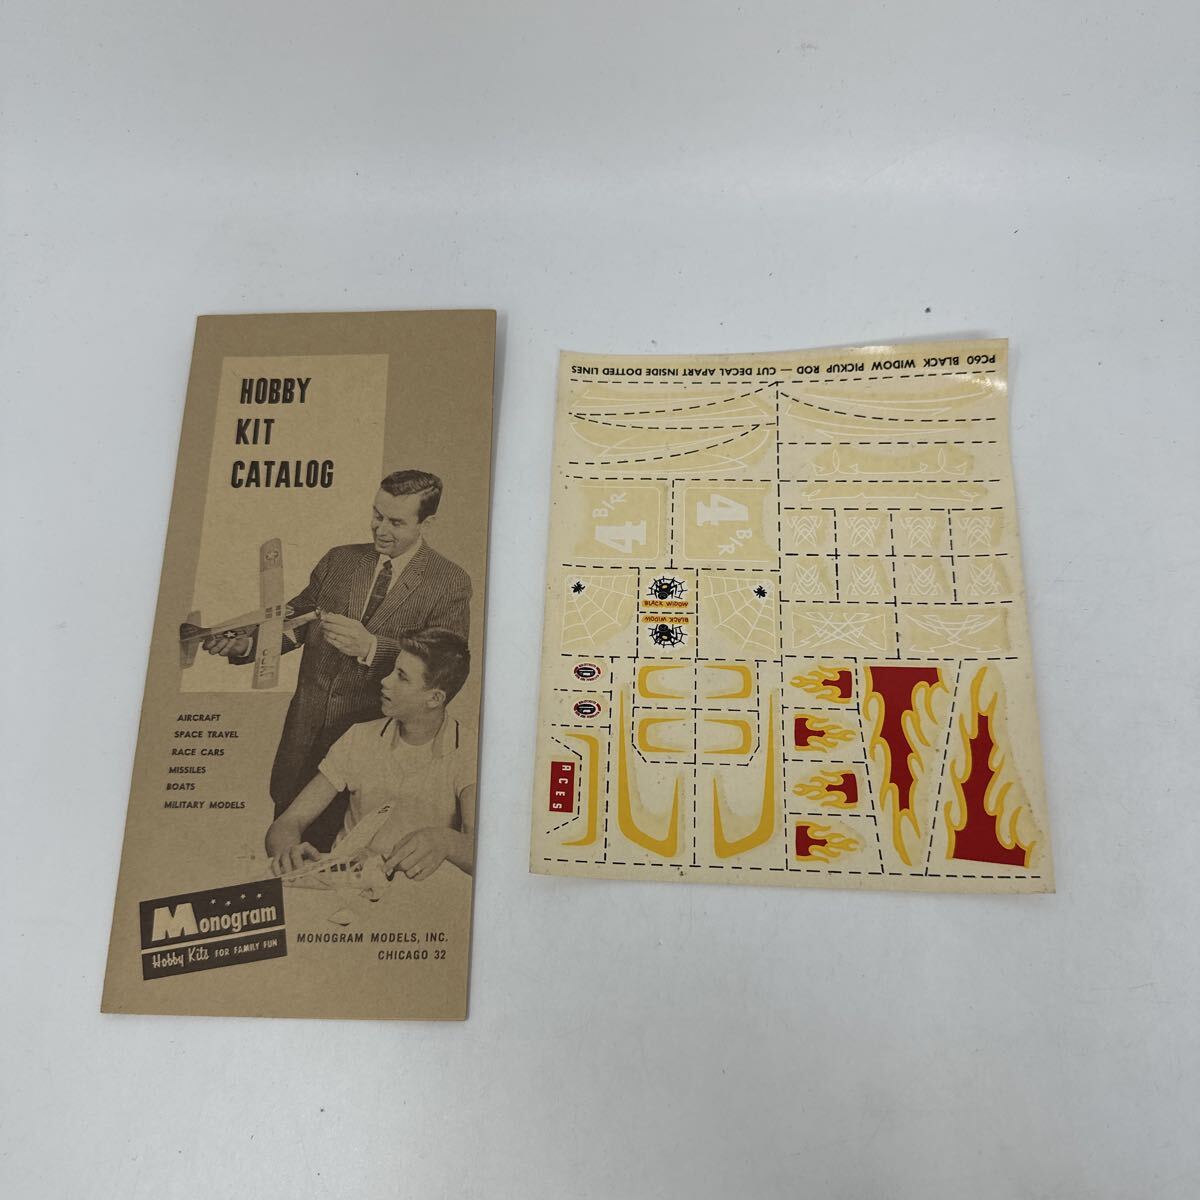 HOBBY
KIT
CATALOG
AIRCRAFT
SPACE TRAVEL
RACE CARS
MISSILES
BOATS
MILITARY MODELS
Monogram
Hobby Kits FOR FAMILY FUN
MONOGRAM MODELS, INC.
CHICAGO 32
PC60 BLACK WIDOW PICKUP ROD — CUT DECAL APART INSIDE DOTTED LINES
4 B/R
4 B/R
BLACK WIDOW
BLACK WIDOW
ACES